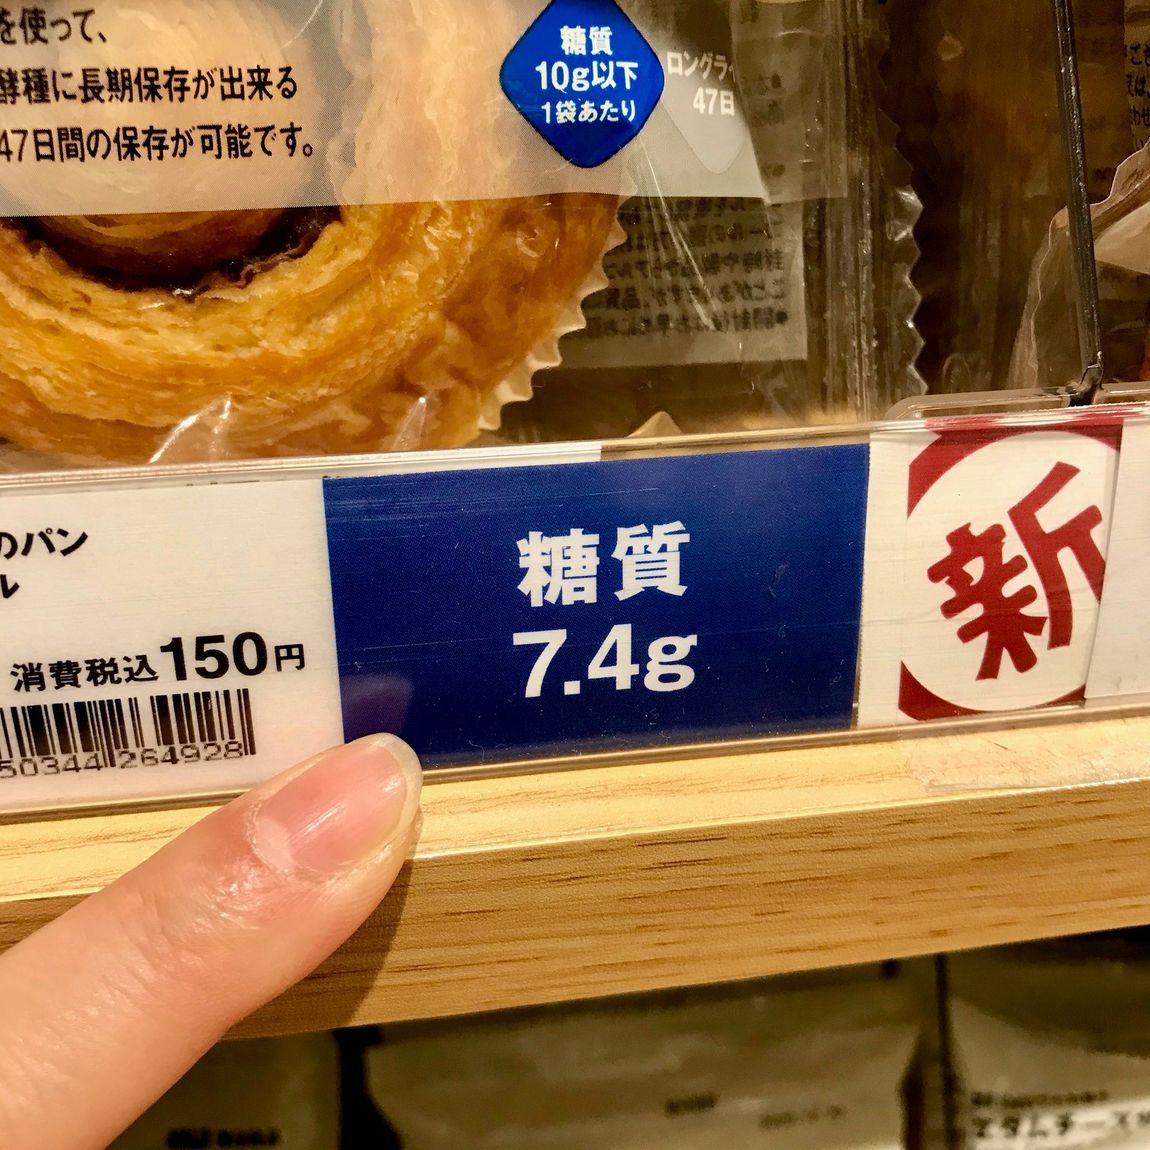 を使って、
酵種に長期保存が出来る
47日間の保存が可能です。
糖質
10g以下
1袋あたり
ロングラ
47日
のパン
ル
消費税込150円
50344 264928
糖質
7.4g
新